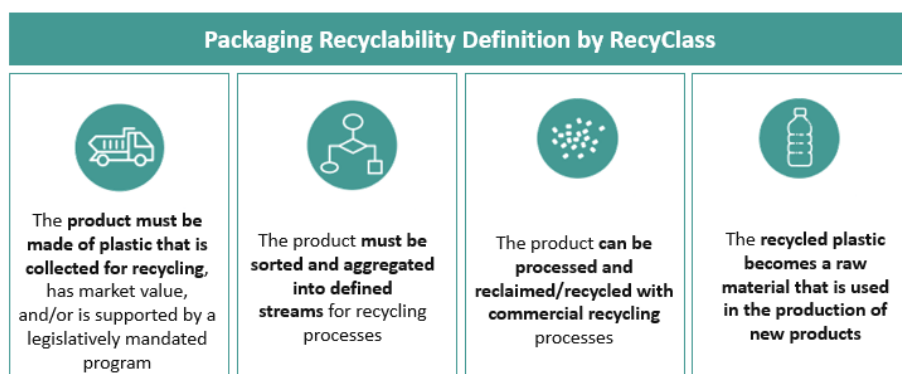 Packaging Recyclability Definition by RecyClass
The product must be
made of plastic that is
collected for recycling,
has market value,
and/or is supported by a
legislatively mandated
program
The product must be
sorted and aggregated
into defined
streams for recycling
processes
The product can be
processed and
reclaimed/recycled with
commercial recycling
processes
The recycled plastic
becomes a raw
material that is used
in the production of
new products